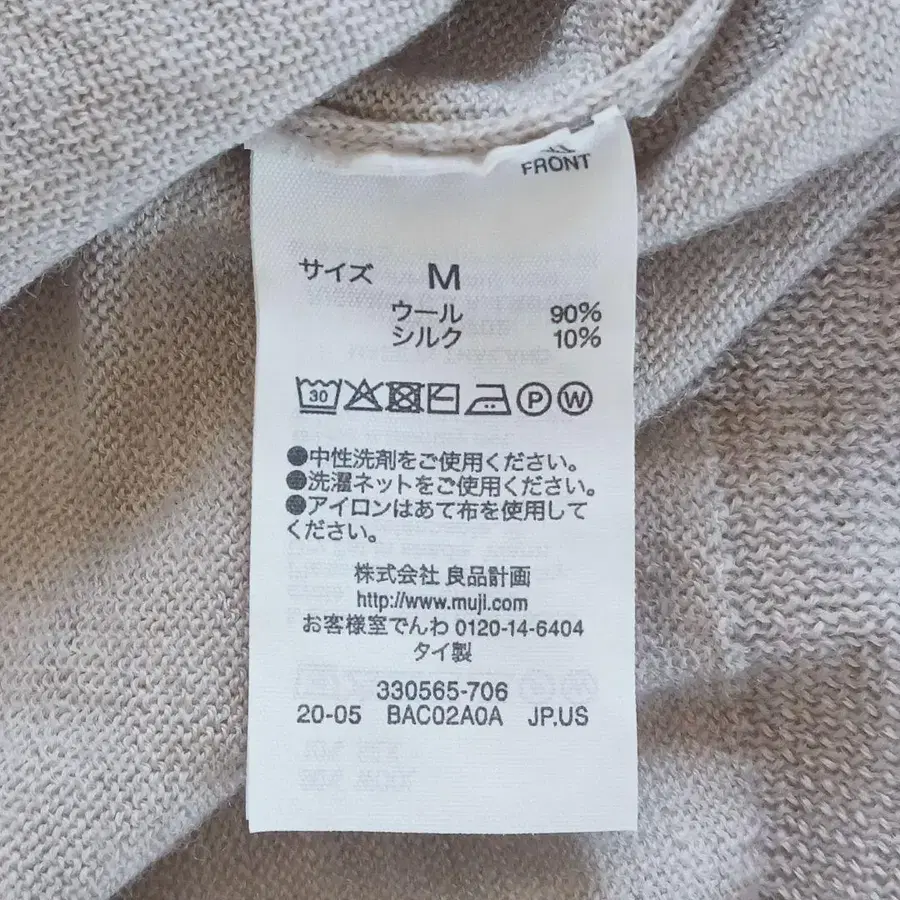 FRONT
サイズ M
ウール 90%
シルク 10%
30
P W
●中性洗剤をご使用ください。
●洗濯ネットをご使用ください。
●アイロンはあて布を使用して
ください。
株式会社 良品計画
http://www.muji.com
お客様室でんわ 0120-14-6404
タイ製
330565-706
20-05 BAC02A0A JP.US